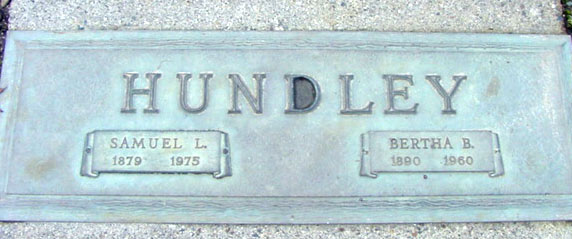 HUNDLEY
SAMUEL L.
1879 1975
BERTHA B.
1890 1960